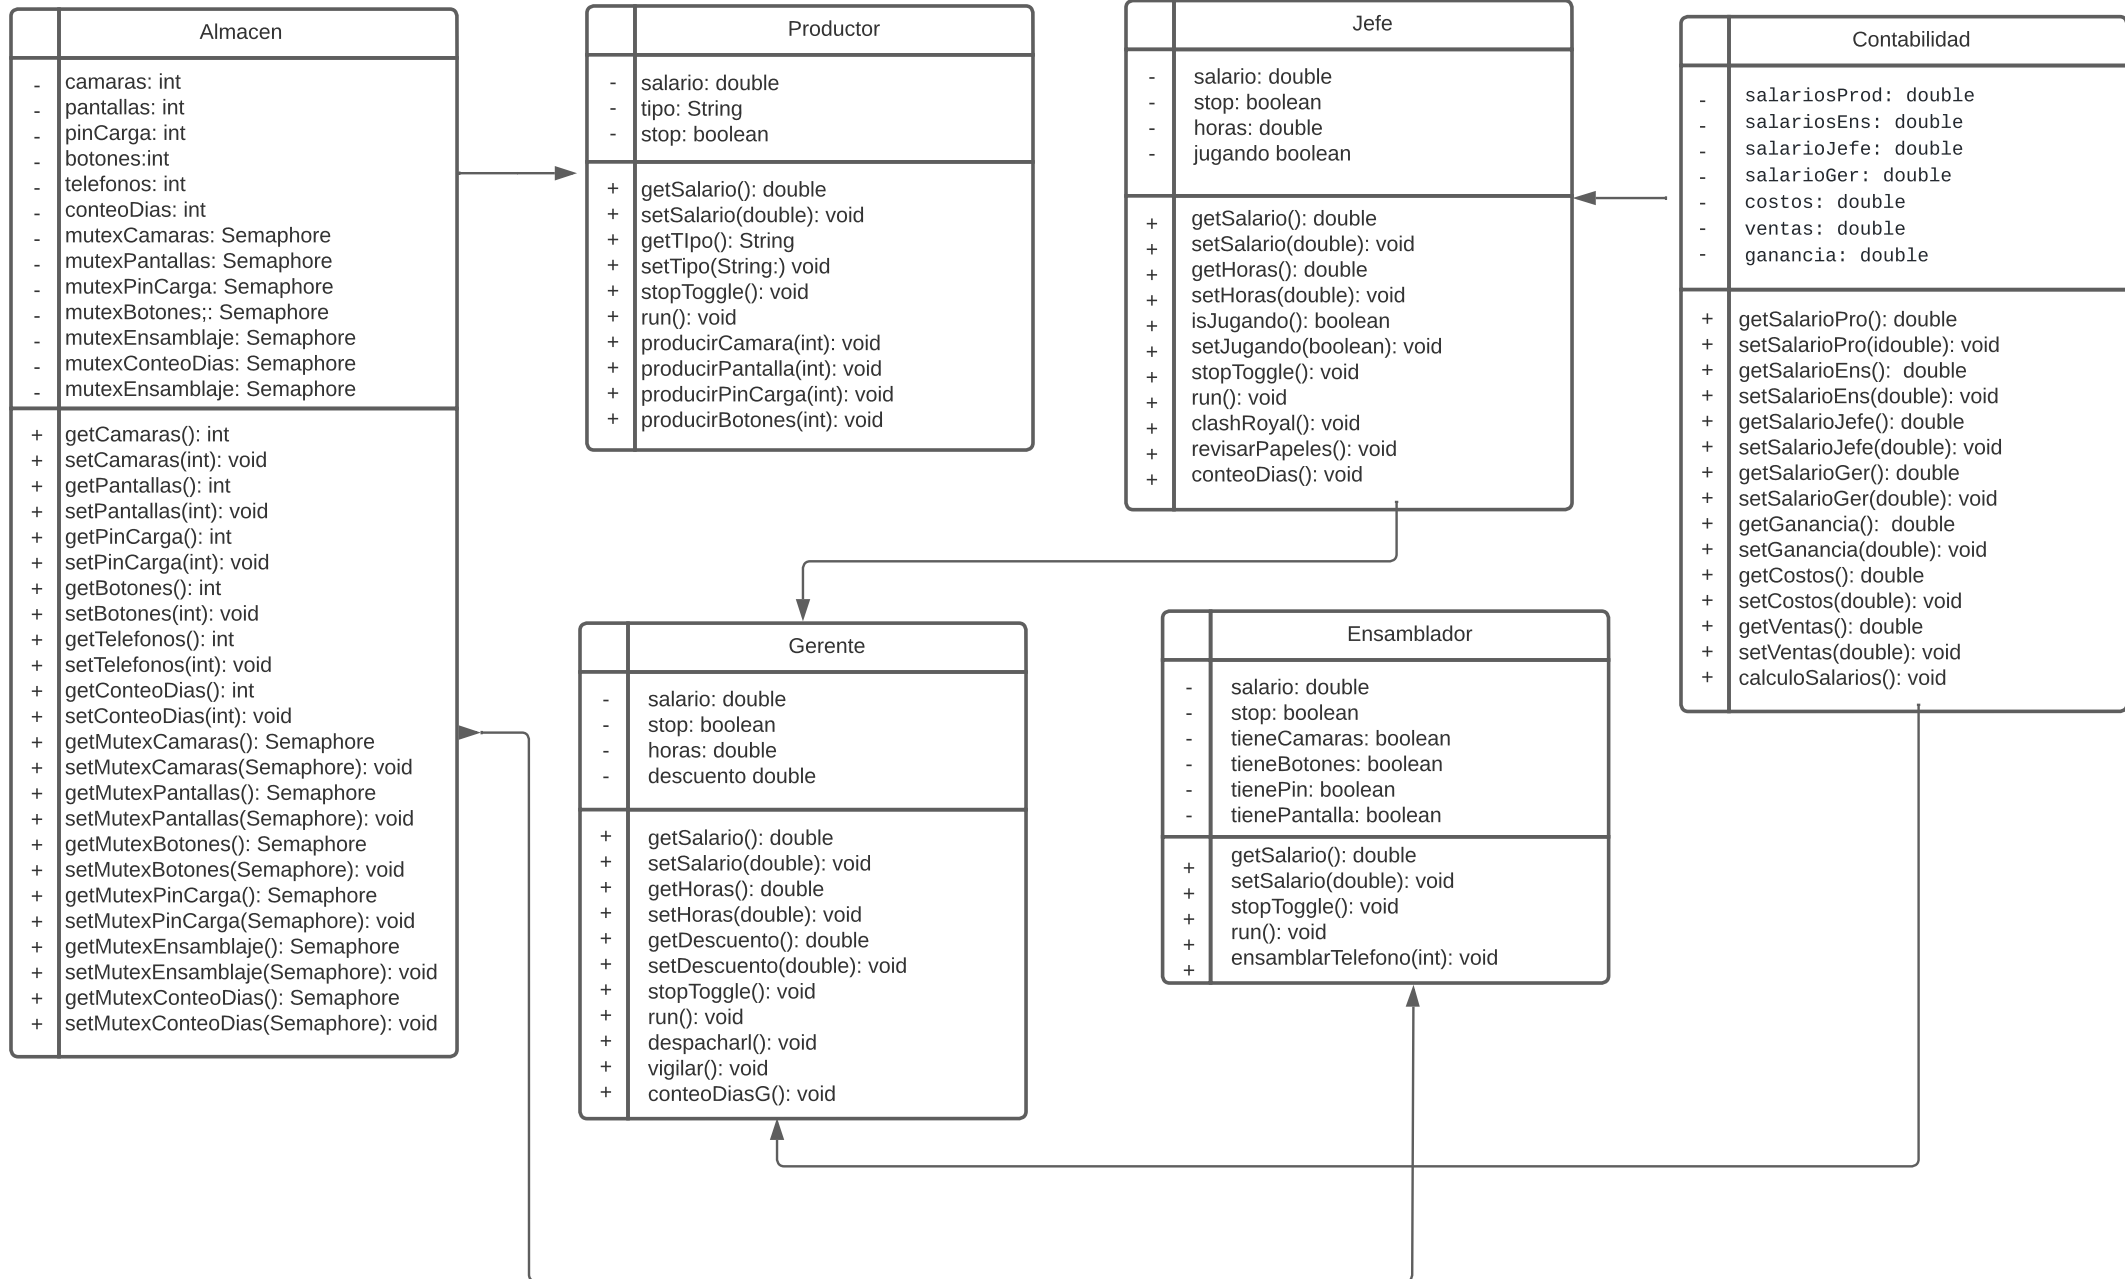 Almacen
- camaras: int
- pantallas: int
- pinCarga: int
- botones:int
- telefonos: int
- conteoDias: int
- mutexCamaras: Semaphore
- mutexPantallas: Semaphore
- mutexPinCarga: Semaphore
- mutexBotones;: Semaphore
- mutexEnsamblaje: Semaphore
- mutexConteoDias: Semaphore
- mutexEnsamblaje: Semaphore
+ getCamaras(): int
+ setCamaras(int): void
+ getPantallas(): int
+ setPantallas(int): void
+ getPinCarga(): int
+ setPinCarga(int): void
+ getBotones(): int
+ setBotones(int): void
+ getTelefonos(): int
+ setTelefonos(int): void
+ getConteoDias(): int
+ setConteoDias(int): void
+ getMutexCamaras(): Semaphore
+ setMutexCamaras(Semaphore): void
+ getMutexPantallas(): Semaphore
+ setMutexPantallas(Semaphore): void
+ getMutexBotones(): Semaphore
+ setMutexBotones(Semaphore): void
+ getMutexPinCarga(): Semaphore
+ setMutexPinCarga(Semaphore): void
+ getMutexEnsamblaje(): Semaphore
+ setMutexEnsamblaje(Semaphore): void
+ getMutexConteoDias(): Semaphore
+ setMutexConteoDias(Semaphore): void
Productor
- salario: double
- tipo: String
- stop: boolean
+ getSalario(): double
+ setSalario(double): void
+ getTIpo(): String
+ setTipo(String:) void
+ stopToggle(): void
+ run(): void
+ producirCamara(int): void
+ producirPantalla(int): void
+ producirPinCarga(int): void
+ producirBotones(int): void
Jefe
- salario: double
- stop: boolean
- horas: double
- jugando boolean
+ getSalario(): double
+ setSalario(double): void
+ getHoras(): double
+ setHoras(double): void
+ isJugando(): boolean
+ setJugando(boolean): void
+ stopToggle(): void
+ run(): void
+ clashRoyal(): void
+ revisarPapeles(): void
+ conteoDias(): void
Contabilidad
- salariosProd: double
- salariosEns: double
- salarioJefe: double
- salarioGer: double
- costos: double
- ventas: double
- ganancia: double
+ getSalarioPro(): double
+ setSalarioPro(idouble): void
+ getSalarioEns():  double
+ setSalarioEns(double): void
+ getSalarioJefe(): double
+ setSalarioJefe(double): void
+ getSalarioGer(): double
+ setSalarioGer(double): void
+ getGanancia():  double
+ setGanancia(double): void
+ getCostos(): double
+ setCostos(double): void
+ getVentas(): double
+ setVentas(double): void
+ calculoSalarios(): void
Gerente
- salario: double
- stop: boolean
- horas: double
- descuento double
+ getSalario(): double
+ setSalario(double): void
+ getHoras(): double
+ setHoras(double): void
+ getDescuento(): double
+ setDescuento(double): void
+ stopToggle(): void
+ run(): void
+ despacharl(): void
+ vigilar(): void
+ conteoDiasG(): void
Ensamblador
- salario: double
- stop: boolean
- tieneCamaras: boolean
- tieneBotones: boolean
- tienePin: boolean
- tienePantalla: boolean
+ getSalario(): double
+ setSalario(double): void
+ stopToggle(): void
+ run(): void
+ ensamblarTelefono(int): void